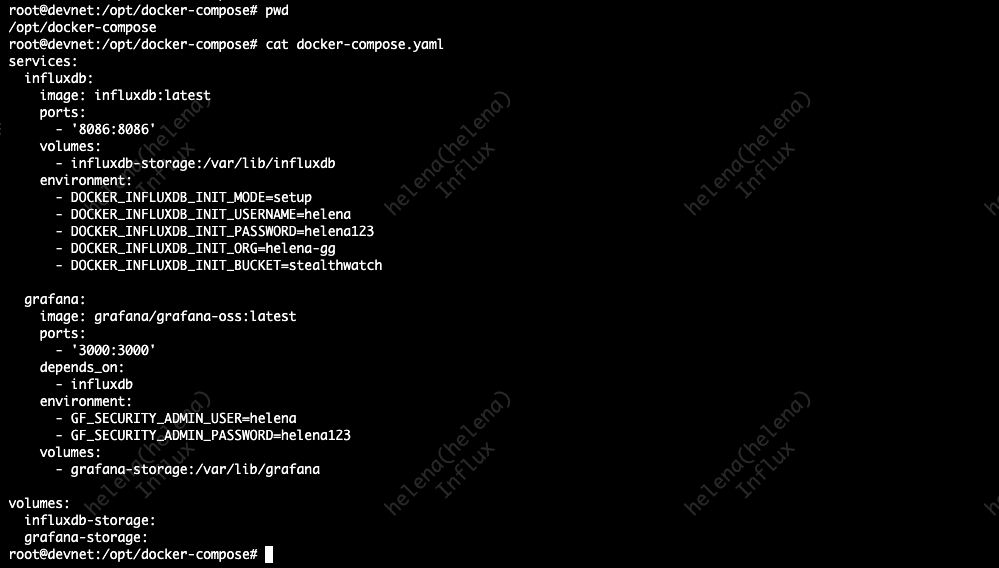 root@devnet:/opt/docker-compose# pwd
/opt/docker-compose
root@devnet:/opt/docker-compose# cat docker-compose.yaml
services:
  influxdb:
    image: influxdb:latest
    ports:
      - '8086:8086'
    volumes:
      - influxdb-storage:/var/lib/influxdb
    environment:
      - DOCKER_INFLUXDB_INIT_MODE=setup
      - DOCKER_INFLUXDB_INIT_USERNAME=helena
      - DOCKER_INFLUXDB_INIT_PASSWORD=helena123
      - DOCKER_INFLUXDB_INIT_ORG=helena-gg
      - DOCKER_INFLUXDB_INIT_BUCKET=stealthwatch

  grafana:
    image: grafana/grafana-oss:latest
    ports:
      - '3000:3000'
    depends_on:
      - influxdb
    environment:
      - GF_SECURITY_ADMIN_USER=helena
      - GF_SECURITY_ADMIN_PASSWORD=helena123
    volumes:
      - grafana-storage:/var/lib/grafana

volumes:
  influxdb-storage:
  grafana-storage:
root@devnet:/opt/docker-compose#
helena(helena)
Influx
helena(helena)
Influx
helena(helena)
Influx
helena(helena)
Influx
helena(helena)
Influx
helena(helena)
Influx